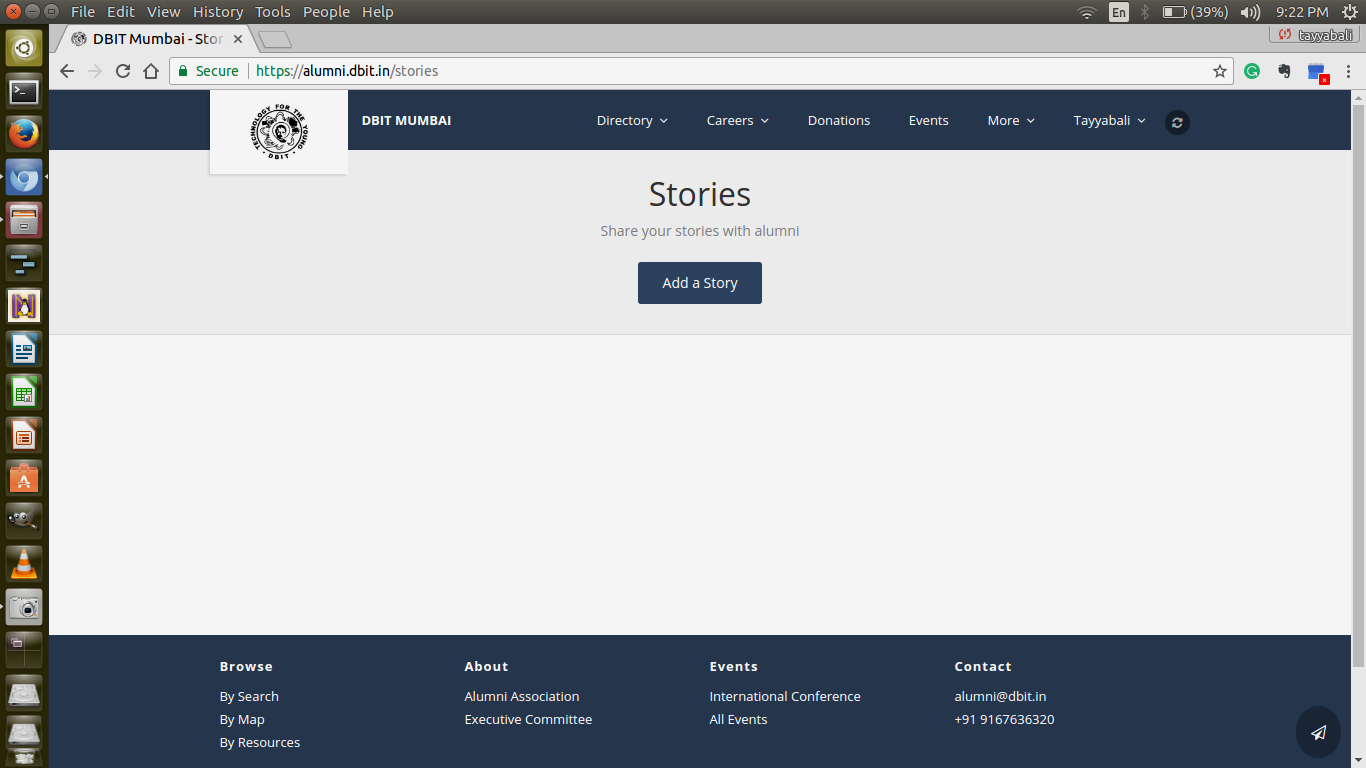 File Edit View History Tools People Help
En (39%) 9:22 PM
DBIT Mumbai - Stor
tayyabali
Secure https://alumni.dbit.in/stories
TECHNOLOGY FOR THE YOUNG
• DBIT •
DBIT MUMBAI
Directory Careers Donations Events More Tayyabali
Stories
Share your stories with alumni
Add a Story
Browse About Events Contact
By Search Alumni Association International Conference alumni@dbit.in
By Map Executive Committee All Events +91 9167636320
By Resources